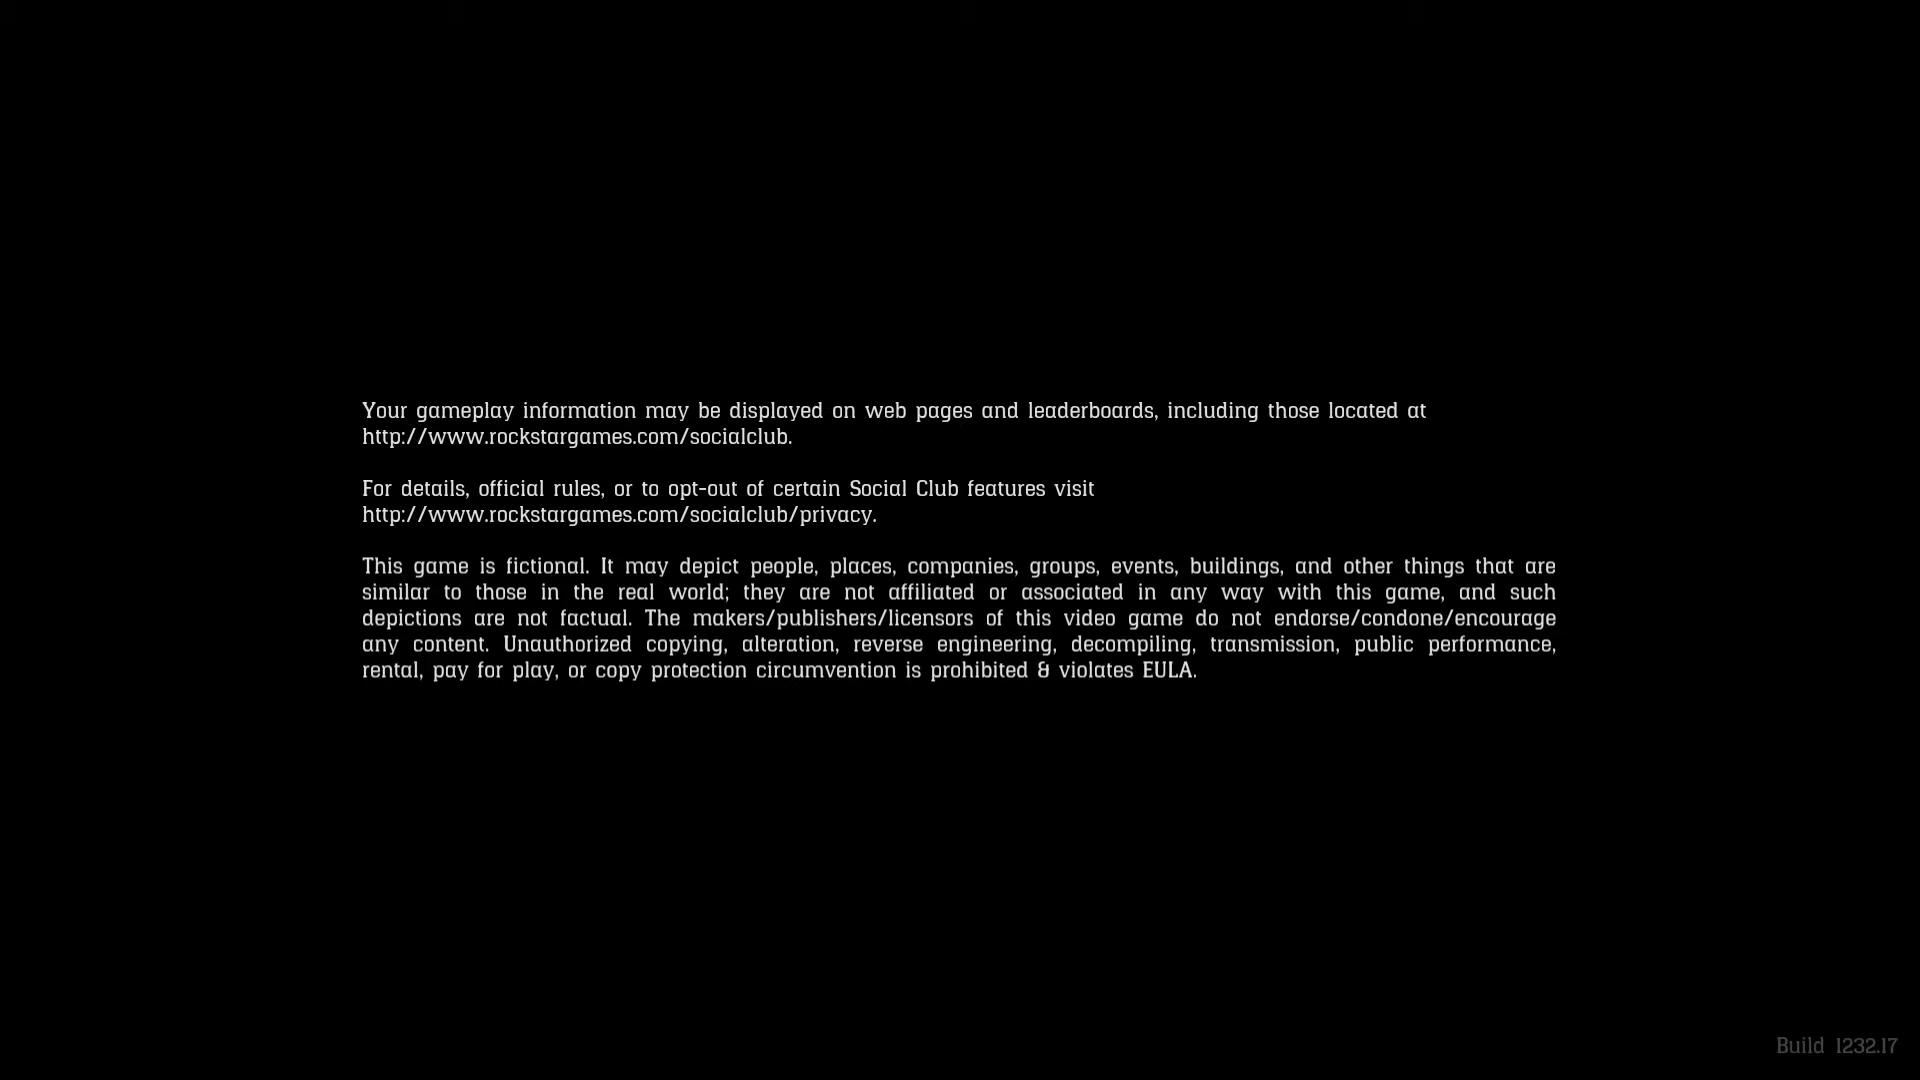 Your gameplay information may be displayed on web pages and leaderboards, including those located at
http://www.rockstargames.com/socialclub.
For details, official rules, or to opt-out of certain Social Club features visit
http://www.rockstargames.com/socialclub/privacy.
This game is fictional. It may depict people, places, companies, groups, events, buildings, and other things that are
similar to those in the real world; they are not affiliated or associated in any way with this game, and such
depictions are not factual. The makers/publishers/licensors of this video game do not endorse/condone/encourage
any content. Unauthorized copying, alteration, reverse engineering, decompiling, transmission, public performance,
rental, pay for play, or copy protection circumvention is prohibited & violates EULA.
Build 1232.17